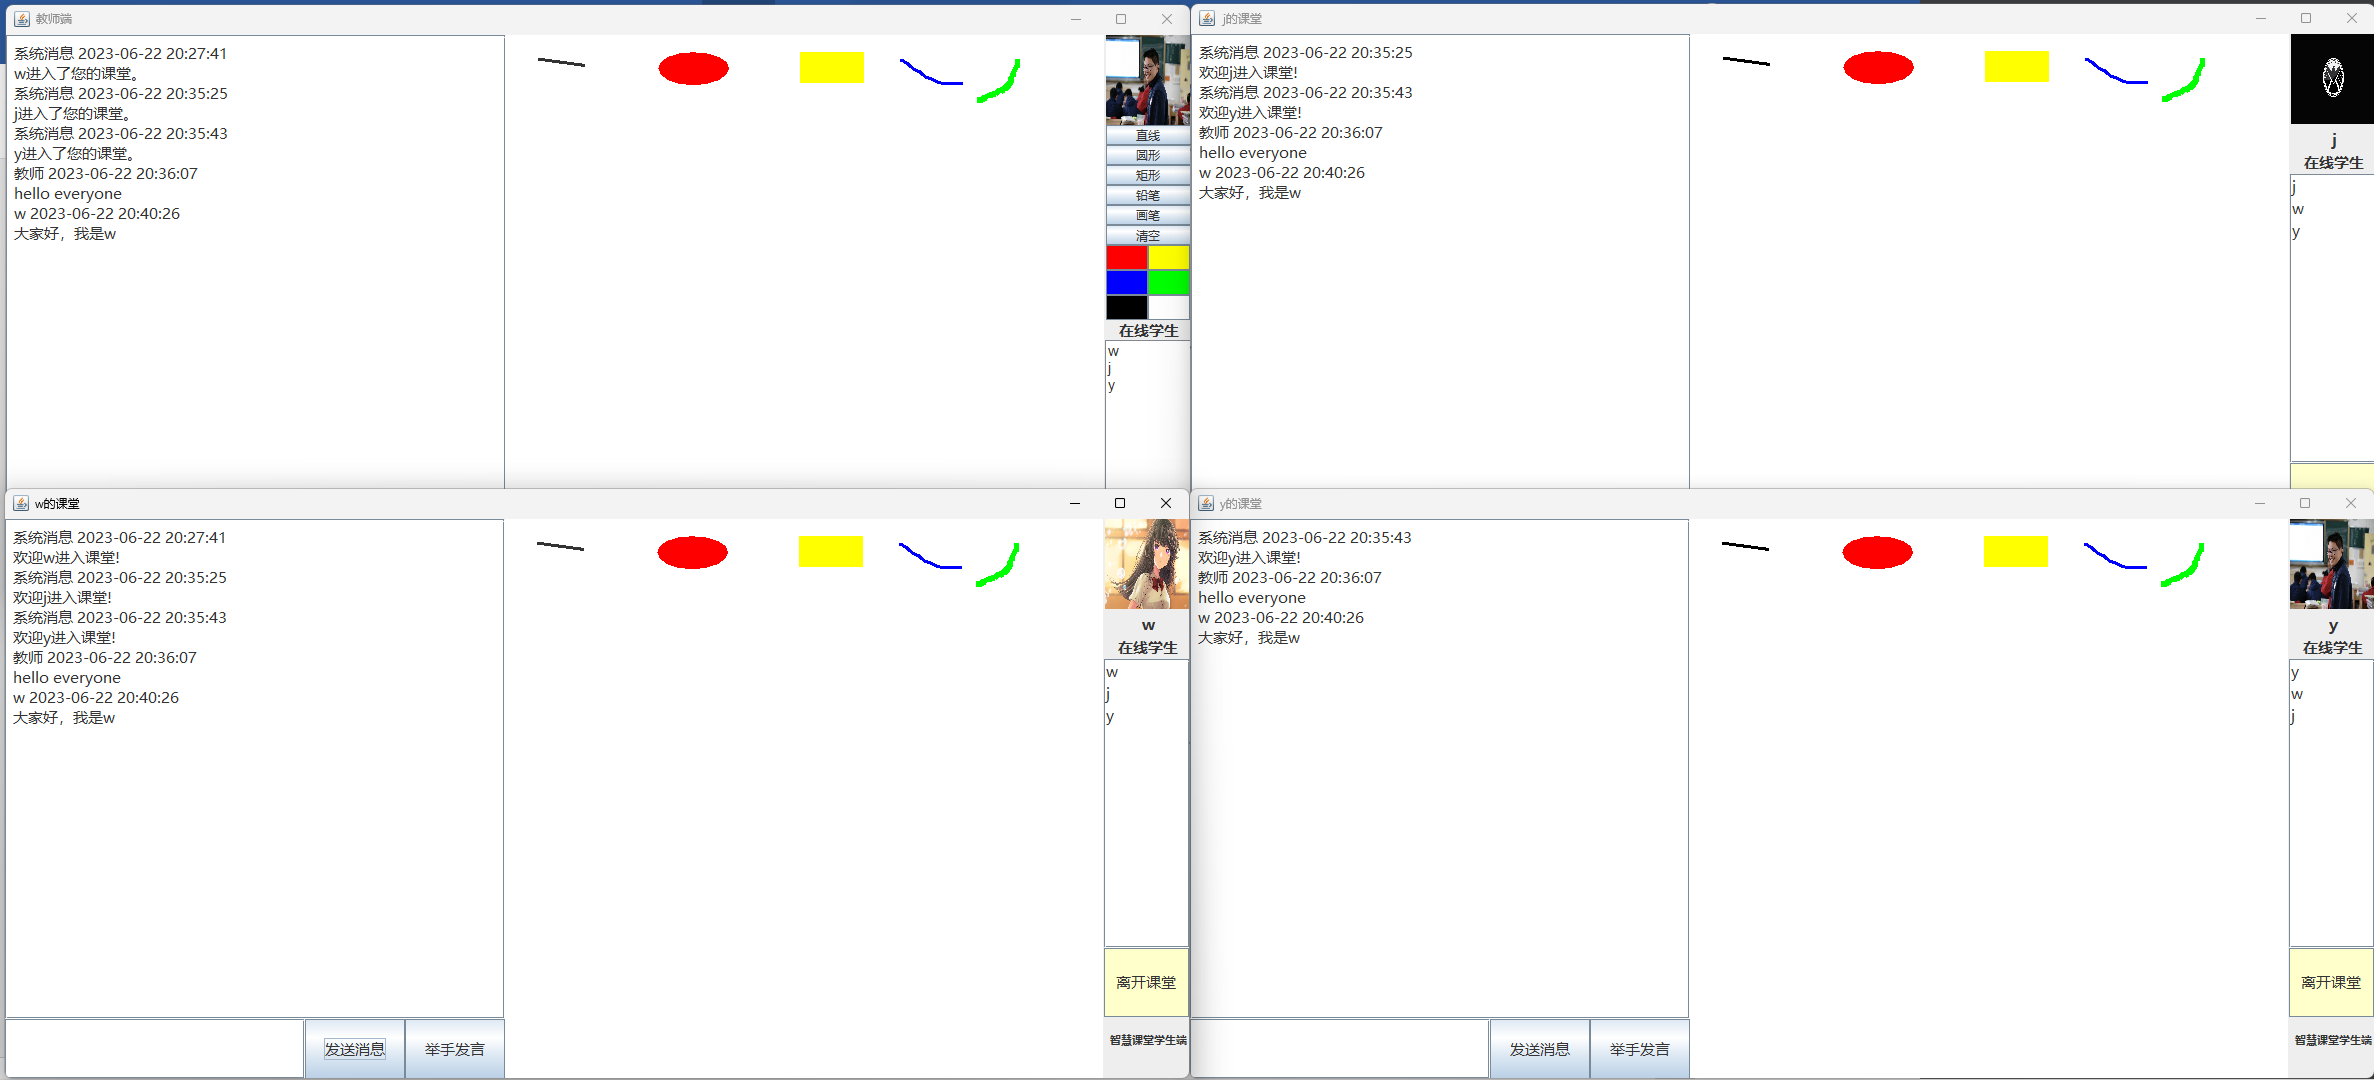 教师端
系统消息 2023-06-22 20:27:41
w进入了您的课堂。
系统消息 2023-06-22 20:35:25
j进入了您的课堂。
系统消息 2023-06-22 20:35:43
y进入了您的课堂。
教师 2023-06-22 20:36:07
hello everyone
w 2023-06-22 20:40:26
大家好，我是w
直线
圆形
矩形
铅笔
画笔
清空
在线学生
w
j
y
j的课堂
系统消息 2023-06-22 20:35:25
欢迎j进入课堂!
系统消息 2023-06-22 20:35:43
欢迎y进入课堂!
教师 2023-06-22 20:36:07
hello everyone
w 2023-06-22 20:40:26
大家好，我是w
j
在线学生
j
w
y
w的课堂
系统消息 2023-06-22 20:27:41
欢迎w进入课堂!
系统消息 2023-06-22 20:35:25
欢迎j进入课堂!
系统消息 2023-06-22 20:35:43
欢迎y进入课堂!
教师 2023-06-22 20:36:07
hello everyone
w 2023-06-22 20:40:26
大家好，我是w
w
在线学生
w
j
y
离开课堂
发送消息 举手发言
智慧课堂学生端
y的课堂
系统消息 2023-06-22 20:35:43
欢迎y进入课堂!
教师 2023-06-22 20:36:07
hello everyone
w 2023-06-22 20:40:26
大家好，我是w
y
在线学生
y
w
j
离开课堂
发送消息 举手发言
智慧课堂学生端